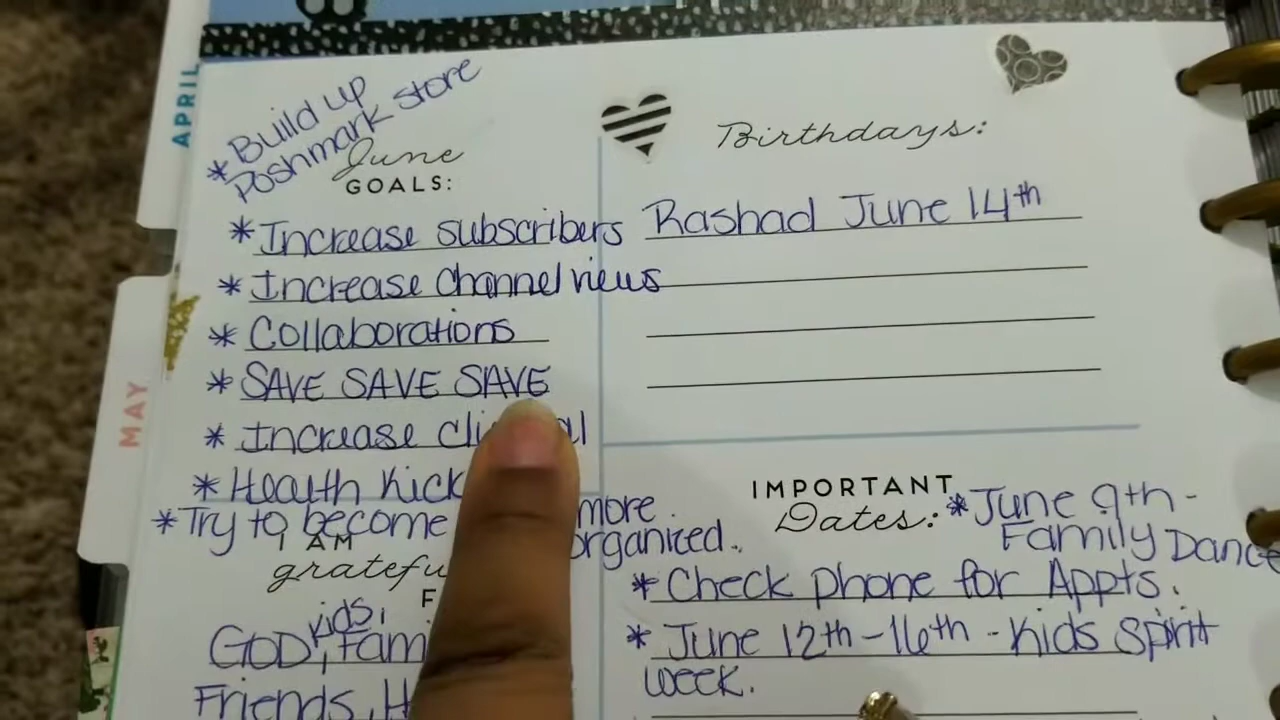 APRIL
MAY
* Build up
Poshmark store
June
GOALS:
* Increase subscribers
* Increase Channel views
* Collaborations
* SAVE SAVE SAVE
* Increase
* Health Kick
* Try to become more
organized.
I AM
GOD, kids,
Friends,
Birthdays:
Rashad June 14th
IMPORTANT
Dates:
* June 9th -
Family Dance
* Check phone for Appts.
* June 12th - 16th - Kids Spirit
week.